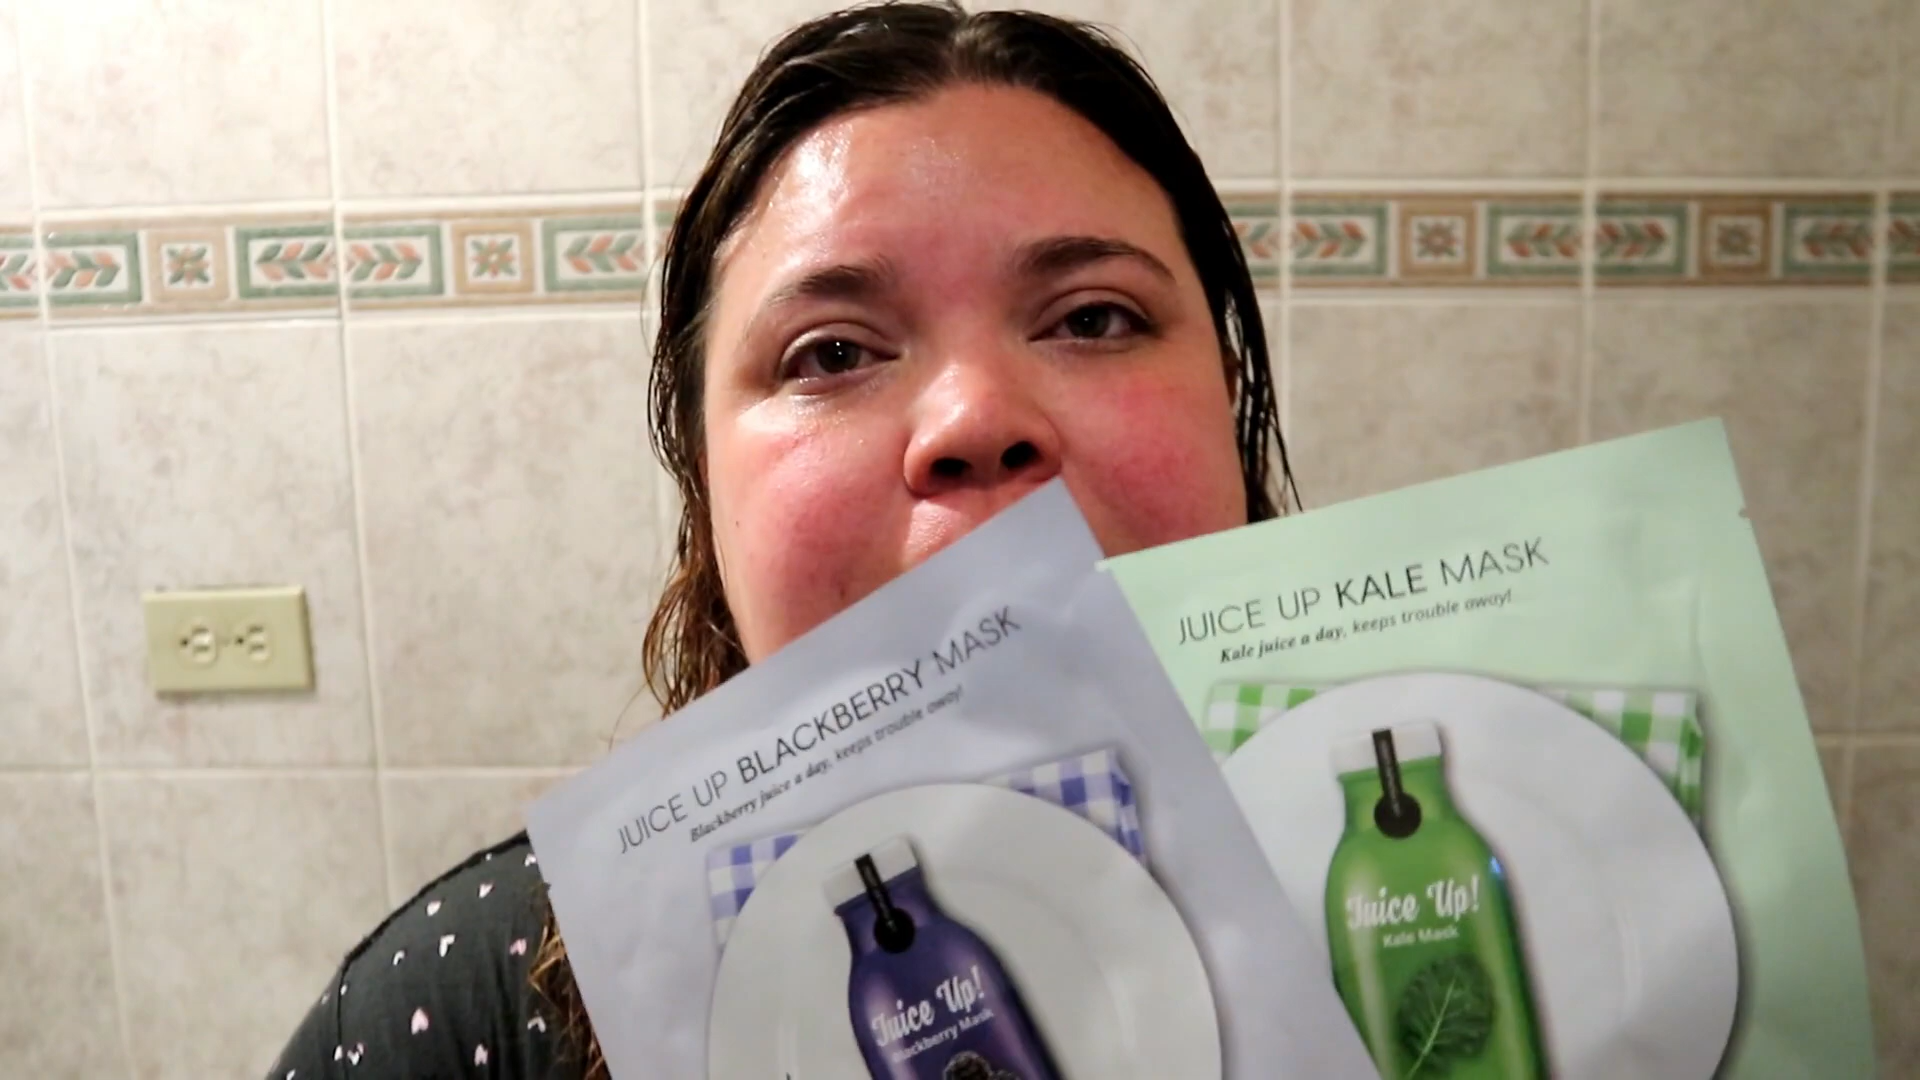 JUICE UP BLACKBERRY MASK
Blackberry juice a day, keeps trouble away!
Juice Up!
Blackberry Mask
JUICE UP KALE MASK
Kale juice a day, keeps trouble away!
Juice Up!
Kale Mask